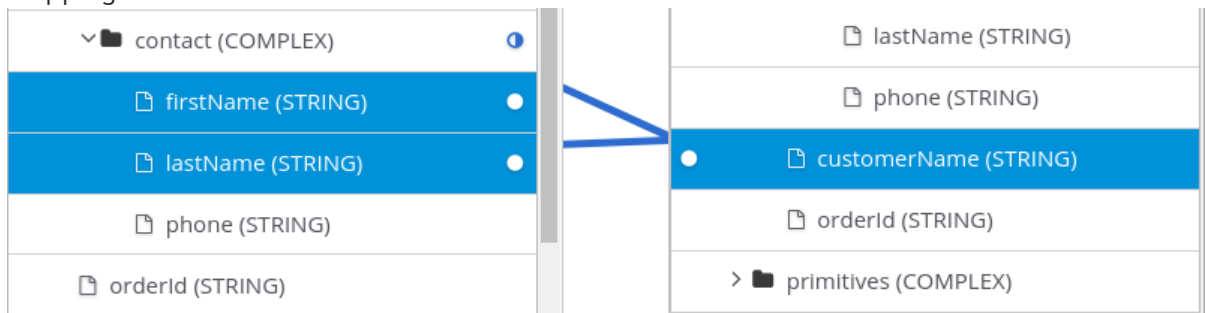 contact (COMPLEX)
firstName (STRING)
lastName (STRING)
phone (STRING)
orderId (STRING)
lastName (STRING)
phone (STRING)
customerName (STRING)
orderId (STRING)
primitives (COMPLEX)